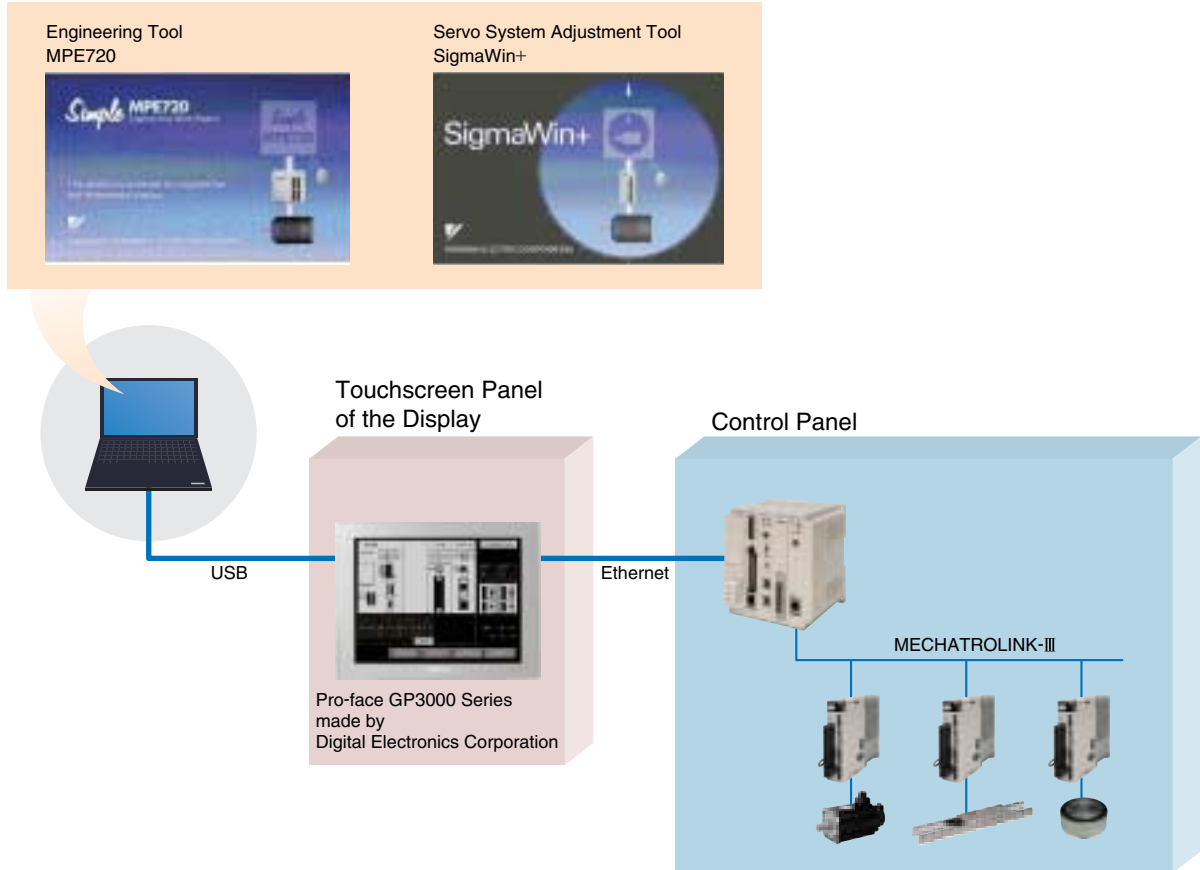 Engineering Tool
MPE720
Servo System Adjustment Tool
SigmaWin+
Simple MPE720
SigmaWin+
Touchscreen Panel
of the Display
Control Panel
USB
Ethernet
MECHATROLINK-Ⅲ
Pro-face GP3000 Series
made by
Digital Electronics Corporation